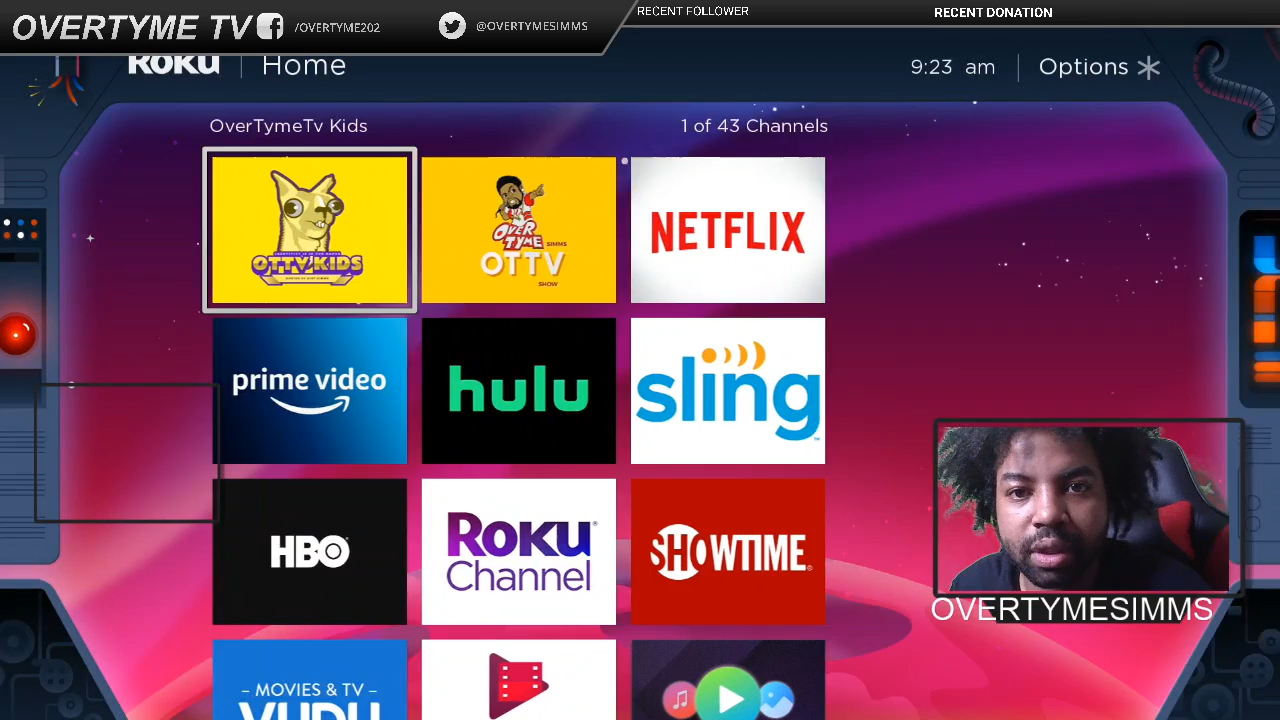 OVERTYME TV
/OVERTYME202
@OVERTYMESIMMS
RECENT FOLLOWER
RECENT DONATION
Roku
Home
9:23 am
Options
OverTymeTv Kids
1 of 43 Channels
OTTV KIDS
OVER
TYME
SIMMS
OTTV
SHOW
NETFLIX
prime video
hulu
sling
HBO
Roku
Channel
SHOWTIME
OVERTYMESIMMS
– MOVIES & TV –
VUDU